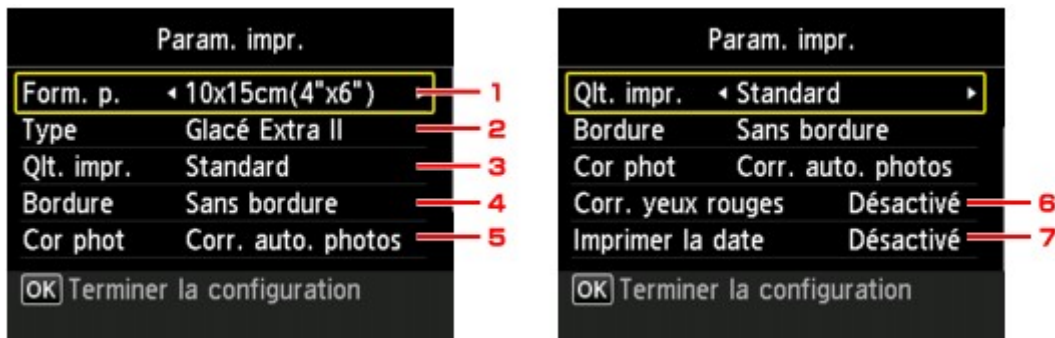 Param. impr.
Form. p. 10x15cm(4"x6") 1
Type Glacé Extra II 2
Qlt. impr. Standard 3
Bordure Sans bordure 4
Cor phot Corr. auto. photos 5
OK Terminer la configuration
Param. impr.
Qlt. impr. Standard
Bordure Sans bordure
Cor phot Corr. auto. photos
Corr. yeux rouges Désactivé 6
Imprimer la date Désactivé 7
OK Terminer la configuration